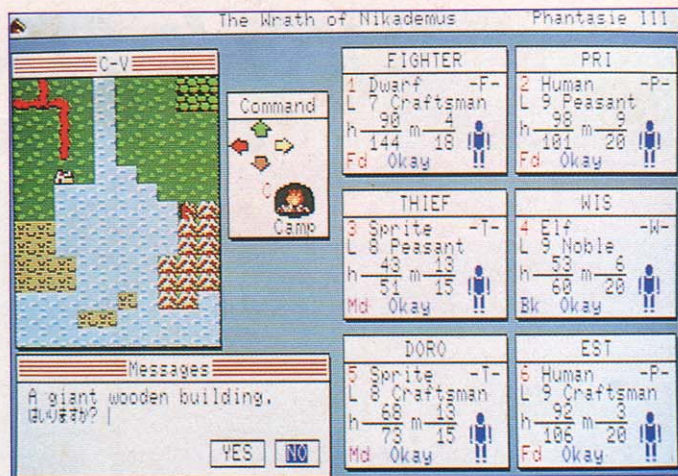 The Wrath of Nikademus Phantasie III
C-V
Command
C
Camp
FIGHTER
1 Dwarf -F-
L 7 Craftsman
h 90/144 m 4/18
Fd Okay
PRI
2 Human -P-
L 9 Peasant
h 98/101 m 9/20
Fd Okay
THIEF
3 Sprite -T-
L 8 Peasant
h 43/51 m 13/15
Md Okay
WIS
4 Elf -W-
L 9 Noble
h 53/60 m 6/20
Bk Okay
DORO
5 Sprite -T-
L 8 Craftsman
h 68/73 m 13/15
Md Okay
EST
6 Human -P-
L 9 Craftsman
h 92/106 m 3/20
Fd Okay
Messages
A giant wooden building.
はいりますか?
YES NO